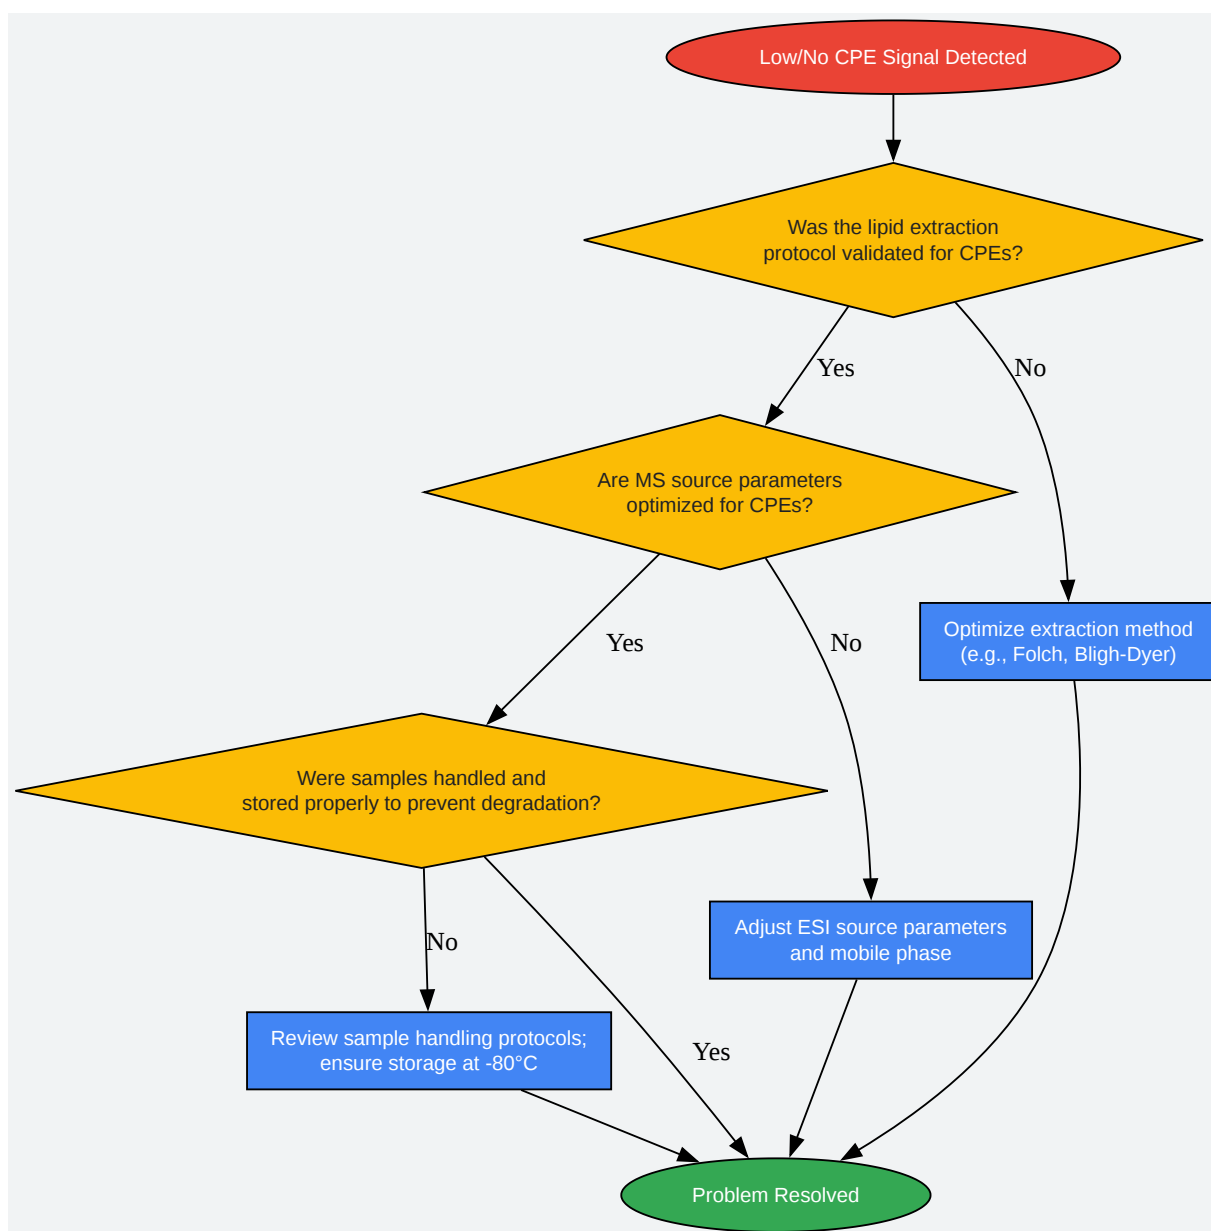 Low/No CPE Signal Detected
Was the lipid extraction
protocol validated for CPEs?
Yes
No
Are MS source parameters
optimized for CPEs?
Optimize extraction method
(e.g., Folch, Bligh-Dyer)
Yes
No
Were samples handled and
stored properly to prevent degradation?
Adjust ESI source parameters
and mobile phase
No
Review sample handling protocols;
ensure storage at -80°C
Yes
Problem Resolved